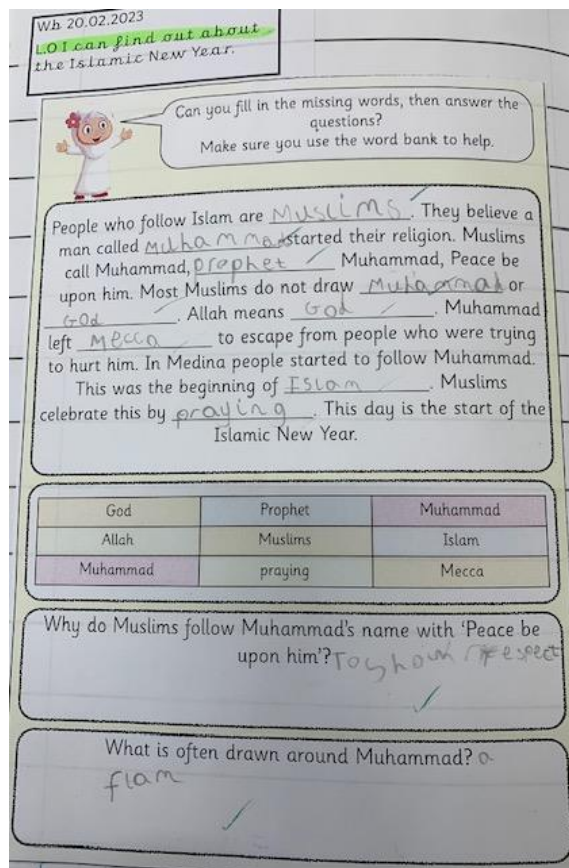 Wb 20.02.2023
L.O I can find out about
the Islamic New Year.
Can you fill in the missing words, then answer the
questions?
Make sure you use the word bank to help.
People who follow Islam are Muslims. They believe a
man called Muhammad started their religion. Muslims
call Muhammad, prophet Muhammad, Peace be
upon him. Most Muslims do not draw Muhammad or
God. Allah means God. Muhammad
left Mecca to escape from people who were trying
to hurt him. In Medina people started to follow Muhammad.
This was the beginning of Islam. Muslims
celebrate this by praying. This day is the start of the
Islamic New Year.
God Prophet Muhammad
Allah Muslims Islam
Muhammad praying Mecca
Why do Muslims follow Muhammad's name with 'Peace be
upon him'? To show respect
What is often drawn around Muhammad? a
flam